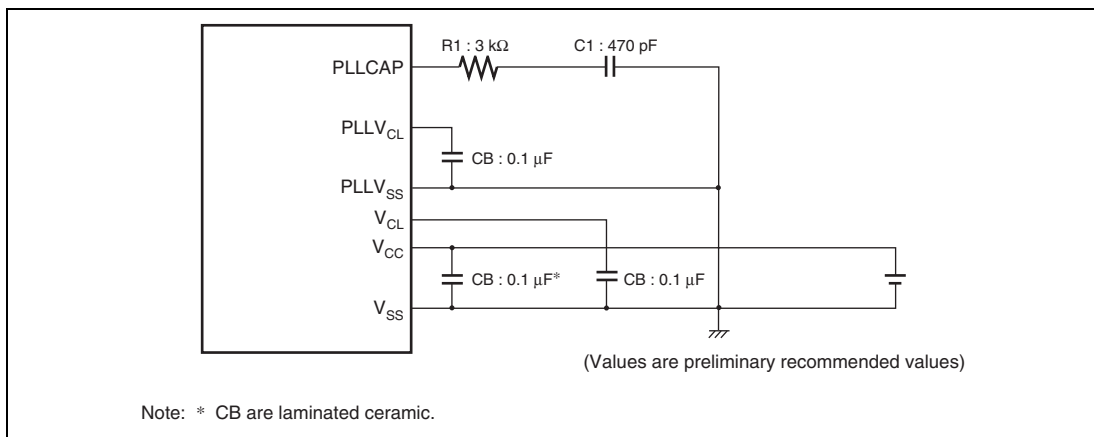 R1 : 3 kΩ
C1 : 470 pF
PLLCAP
PLLVCL
CB : 0.1 μF
PLLVSS
VCL
VCC
CB : 0.1 μF*
CB : 0.1 μF
VSS
(Values are preliminary recommended values)
Note: * CB are laminated ceramic.